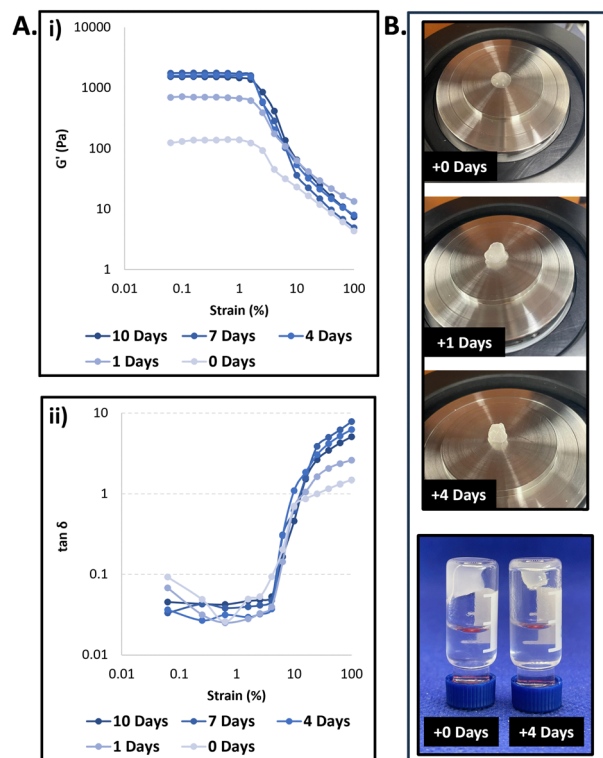 A.
i)
10000
1000
100
10
1
G' (Pa)
0.01 0.1 1 10 100
Strain (%)
10 Days 7 Days 4 Days
1 Days 0 Days
ii)
10
1
0.1
0.01
tan δ
0.01 0.1 1 10 100
Strain (%)
10 Days 7 Days 4 Days
1 Days 0 Days
B.
+0 Days
+1 Days
+4 Days
+0 Days +4 Days